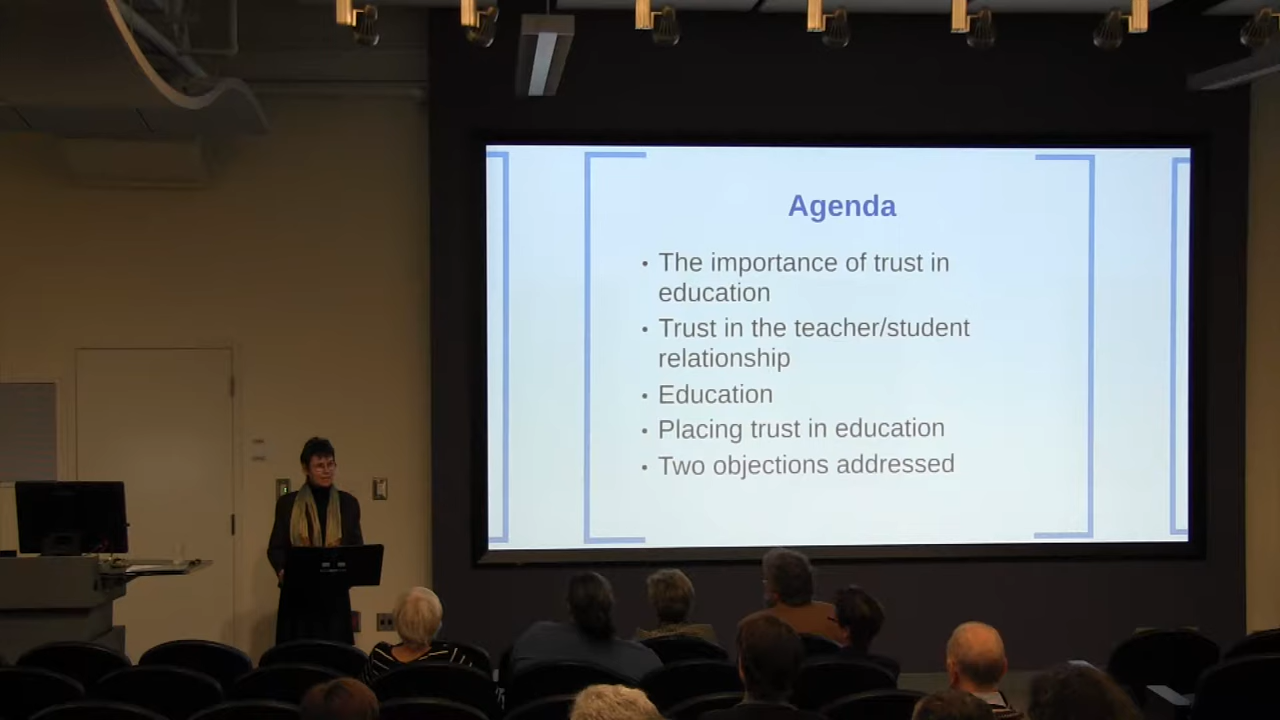 Agenda
• The importance of trust in
education
• Trust in the teacher/student
relationship
• Education
• Placing trust in education
• Two objections addressed